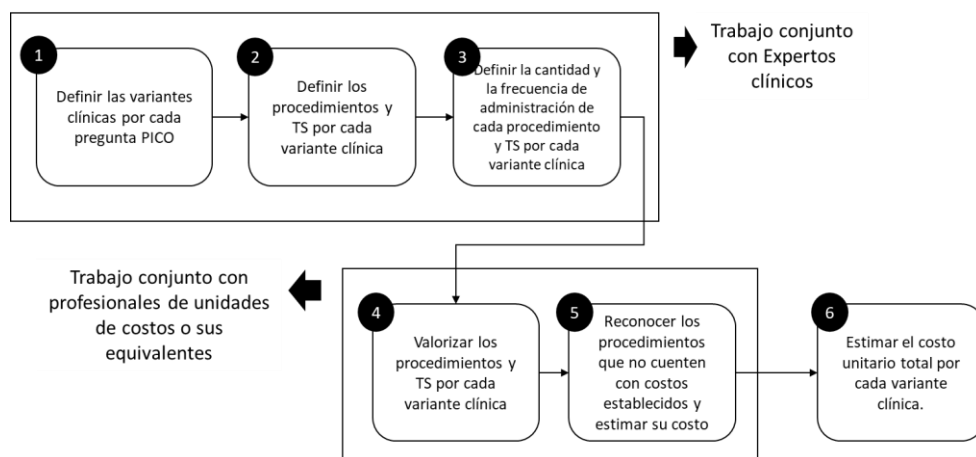 1
Definir las variantes
clínicas por cada
pregunta PICO
2
Definir los
procedimientos y
TS por cada
variante clínica
3
Definir la cantidad y
la frecuencia de
administración de
cada procedimiento
y TS por cada
variante clínica
Trabajo conjunto
con Expertos
clínicos
Trabajo conjunto con
profesionales de unidades
de costos o sus
equivalentes
4
Valorizar los
procedimientos y
TS por cada
variante clínica
5
Reconocer los
procedimientos
que no cuenten
con costos
establecidos y
estimar su costo
6
Estimar el costo
unitario total por
cada variante
clínica.